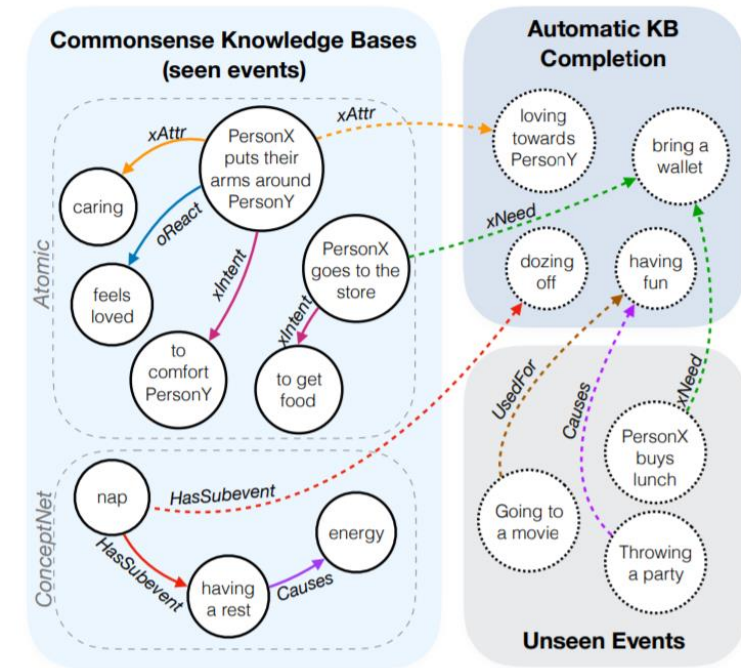 Commonsense Knowledge Bases
(seen events)
Atomic
xAttr
PersonX
puts their
arms around
PersonY
xAttr
caring
oReact
feels
loved
xIntent
to
comfort
PersonY
PersonX
goes to the
store
xIntent
to get
food
xNeed
ConceptNet
nap
HasSubevent
HasSubevent
having
a rest
Causes
energy
Automatic KB
Completion
loving
towards
PersonY
bring a
wallet
dozing
off
having
fun
UsedFor
Causes
xNeed
PersonX
buys
lunch
Going to
a movie
Throwing
a party
Unseen Events